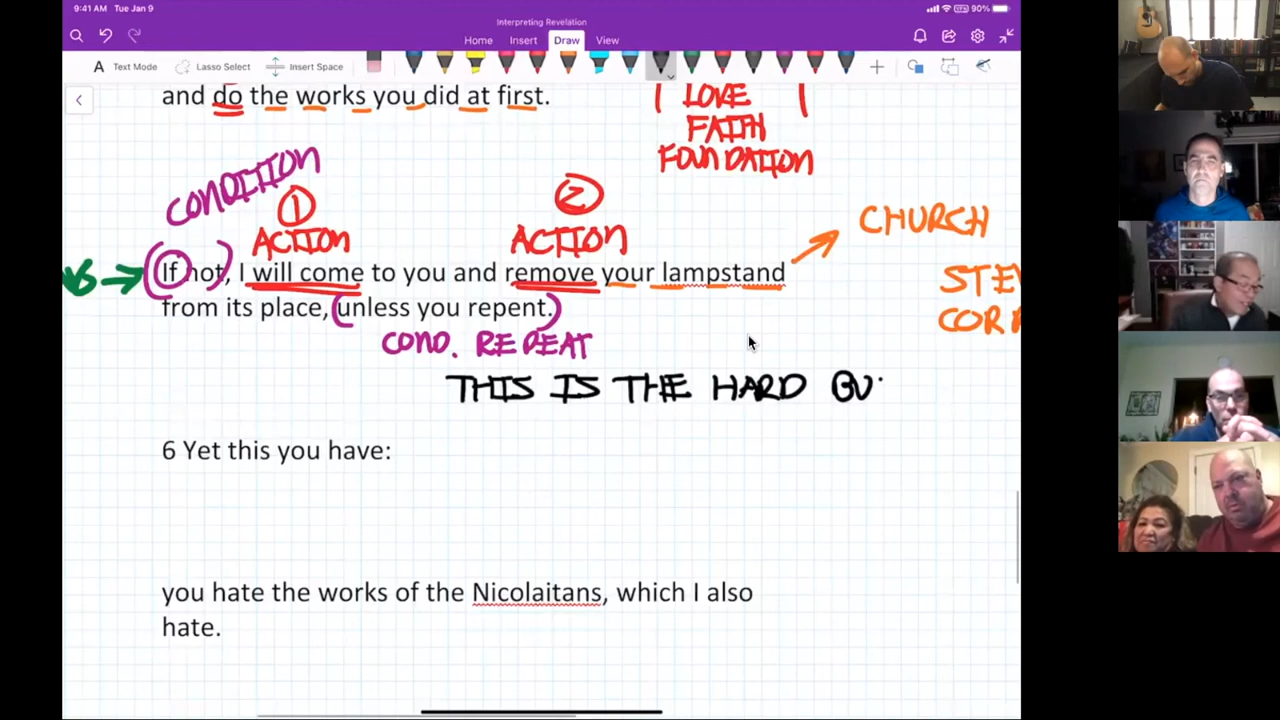 9:41 AM Tue Jan 9
90%
Interpreting Revelation
Home Insert Draw View
Text Mode Lasso Select Insert Space
and do the works you did at first.
LOVE
FAITH
FOUNDATION
CONDITION
1 2
ACTION ACTION
CHURCH
If not, I will come to you and remove your lampstand
from its place, (unless you repent.)
COND. REPEAT
THIS IS THE HARD
6 Yet this you have:
you hate the works of the Nicolaitans, which I also
hate.